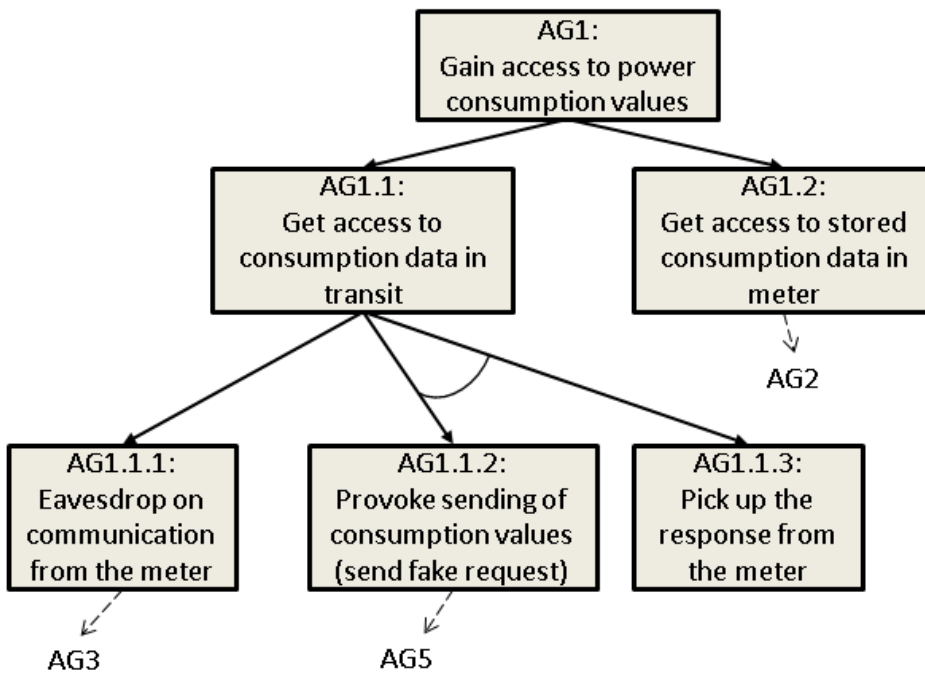 AG1:
Gain access to power
consumption values
AG1.1:
Get access to
consumption data in
transit
AG1.2:
Get access to stored
consumption data in
meter
AG2
AG1.1.1:
Eavesdrop on
communication
from the meter
AG1.1.2:
Provoke sending of
consumption values
(send fake request)
AG1.1.3:
Pick up the
response from
the meter
AG3
AG5